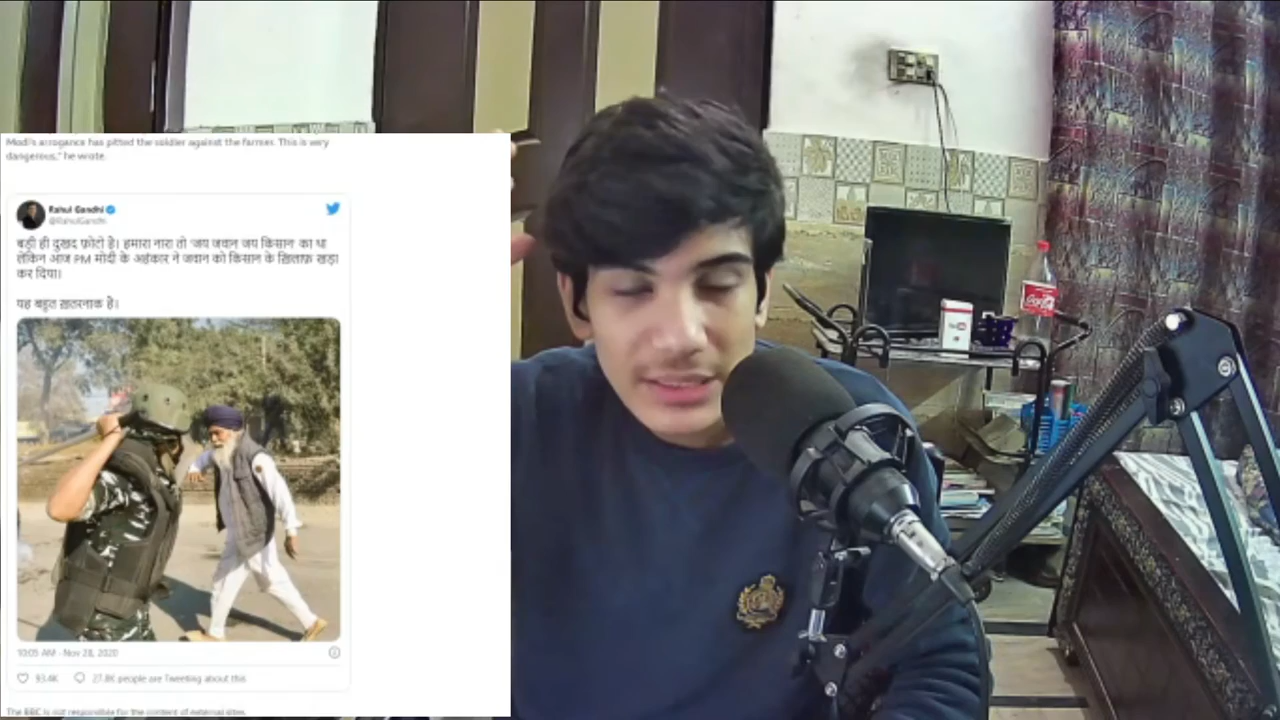 Modi's arrogance has pitted the soldier against the farmer. This is very
dangerous," he wrote.
Rahul Gandhi
@RahulGandhi
बड़ी ही दुखद फ़ोटो है। हमारा नारा तो 'जय जवान जय किसान' का था
लेकिन आज PM मोदी के अहंकार ने जवान को किसान के ख़िलाफ़ खड़ा
कर दिया।
यह बहुत ख़तरनाक है।
10:05 AM · Nov 28, 2020
93.4K 27.8K people are Tweeting about this
The BBC is not responsible for the content of external sites.
Coca-Cola